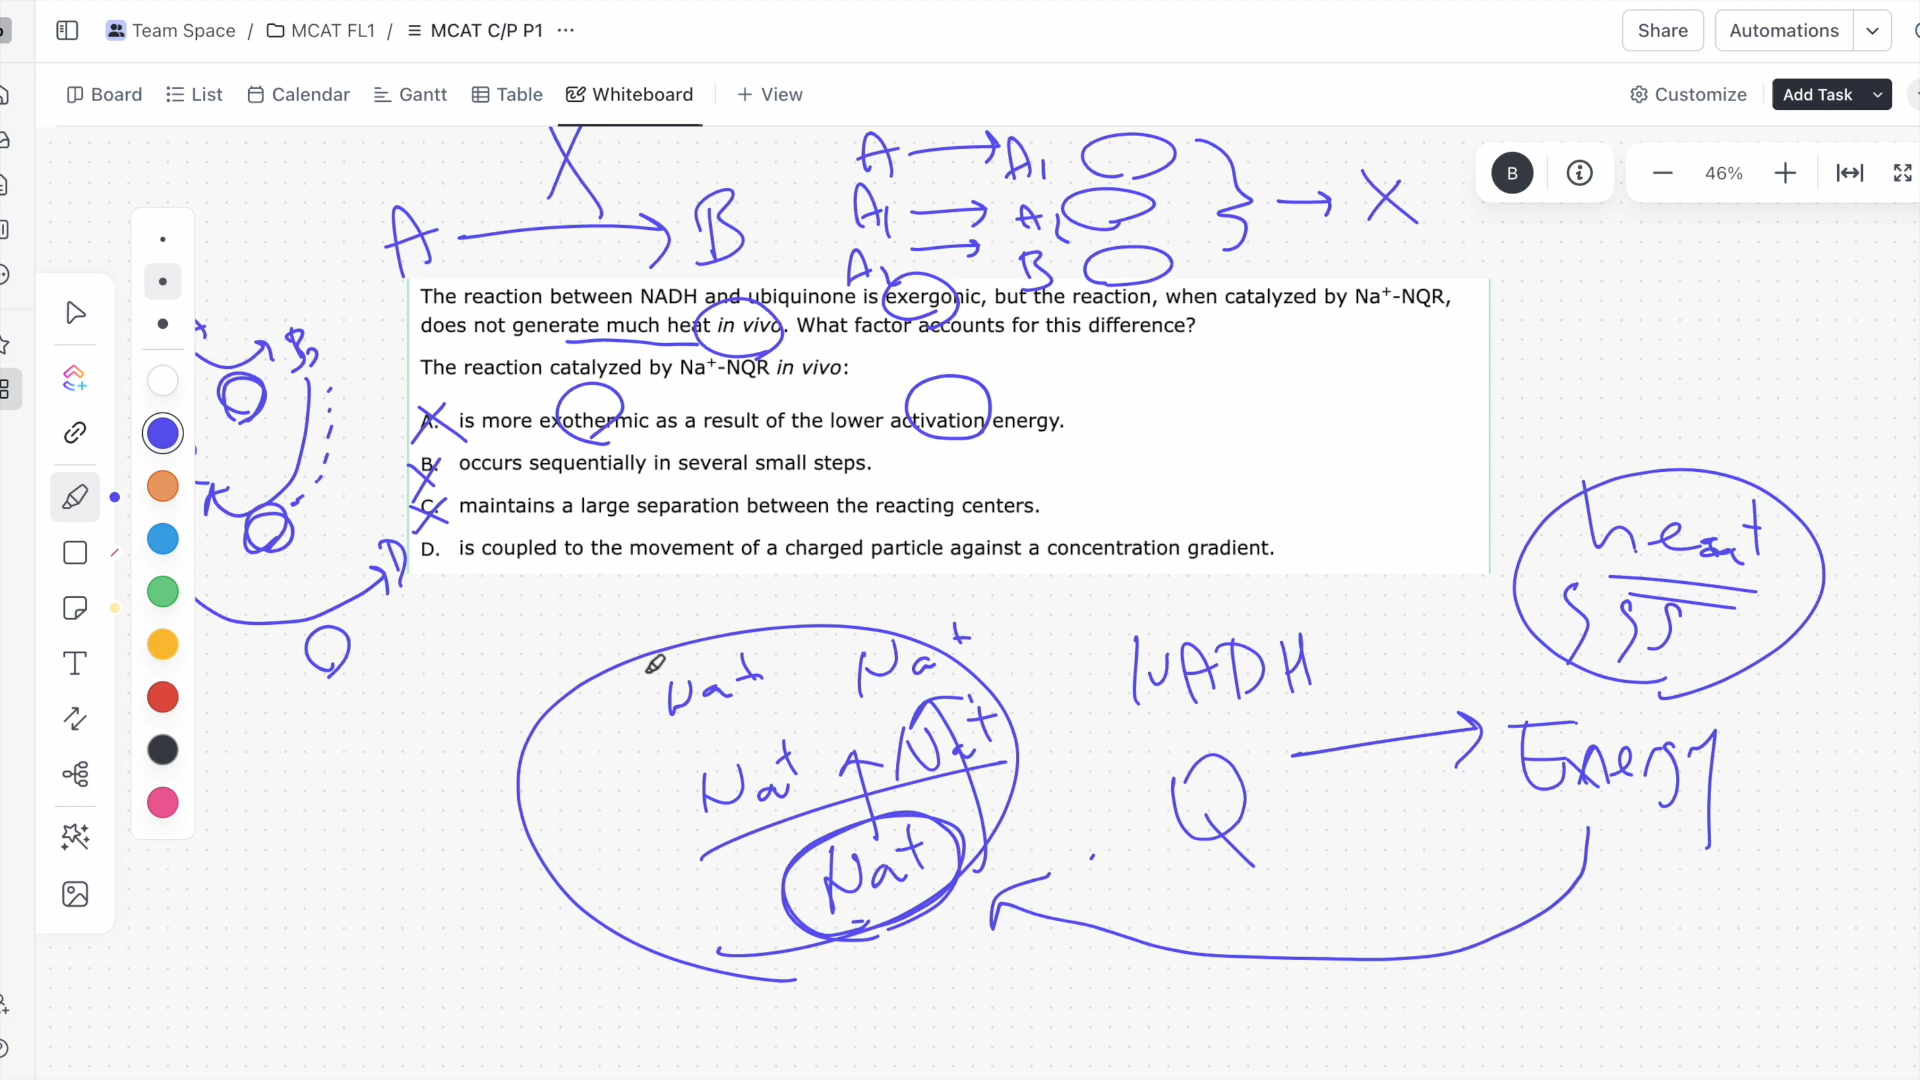 Team Space / MCAT FL1 / MCAT C/P P1 ...
Share
Automations
Board
List
Calendar
Gantt
Table
Whiteboard
+ View
Customize
Add Task
B
46%
X
A → B
A → A1
A1 → A2
A2 → B
→ X
The reaction between NADH and ubiquinone is exergonic, but the reaction, when catalyzed by Na⁺-NQR,
does not generate much heat in vivo. What factor accounts for this difference?
The reaction catalyzed by Na⁺-NQR in vivo:
A. is more exothermic as a result of the lower activation energy.
B. occurs sequentially in several small steps.
C. maintains a large separation between the reacting centers.
D. is coupled to the movement of a charged particle against a concentration gradient.
D
T
heat
Na+ Na+
Na+ Na+
Na+
NADH
Q → Energy